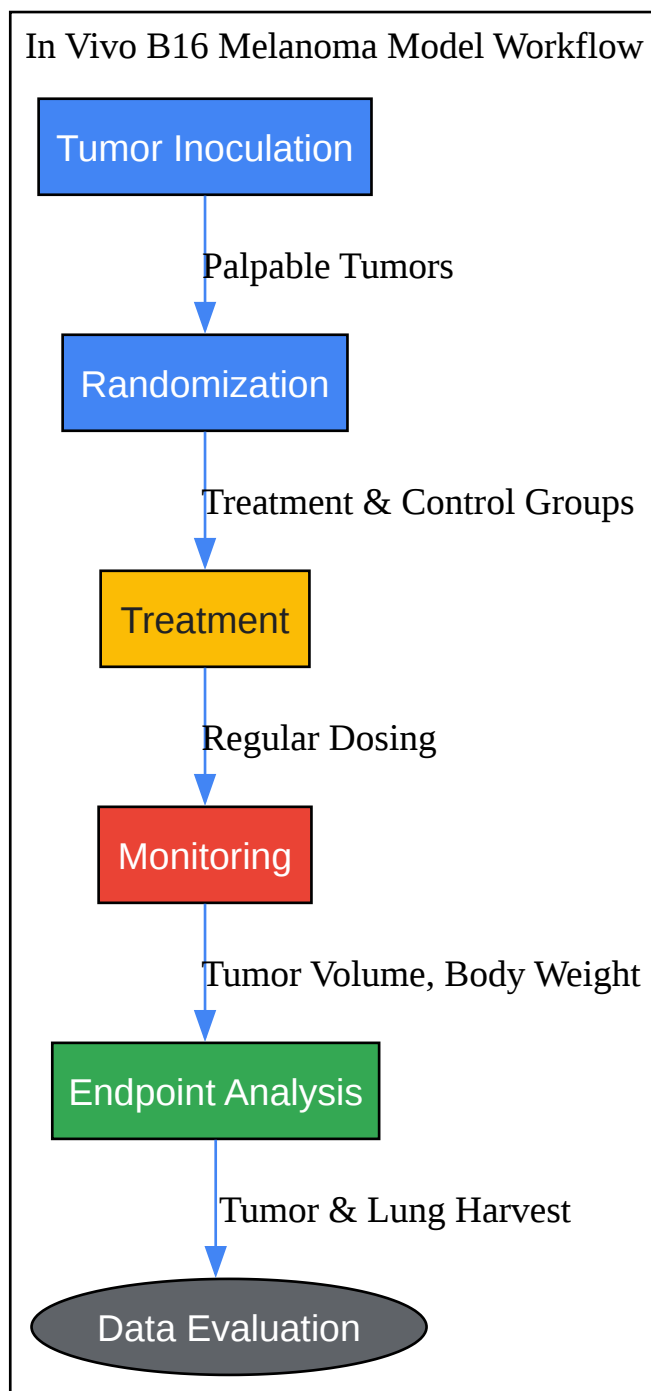 In Vivo B16 Melanoma Model Workflow
Tumor Inoculation
Palpable Tumors
Randomization
Treatment & Control Groups
Treatment
Regular Dosing
Monitoring
Tumor Volume, Body Weight
Endpoint Analysis
Tumor & Lung Harvest
Data Evaluation